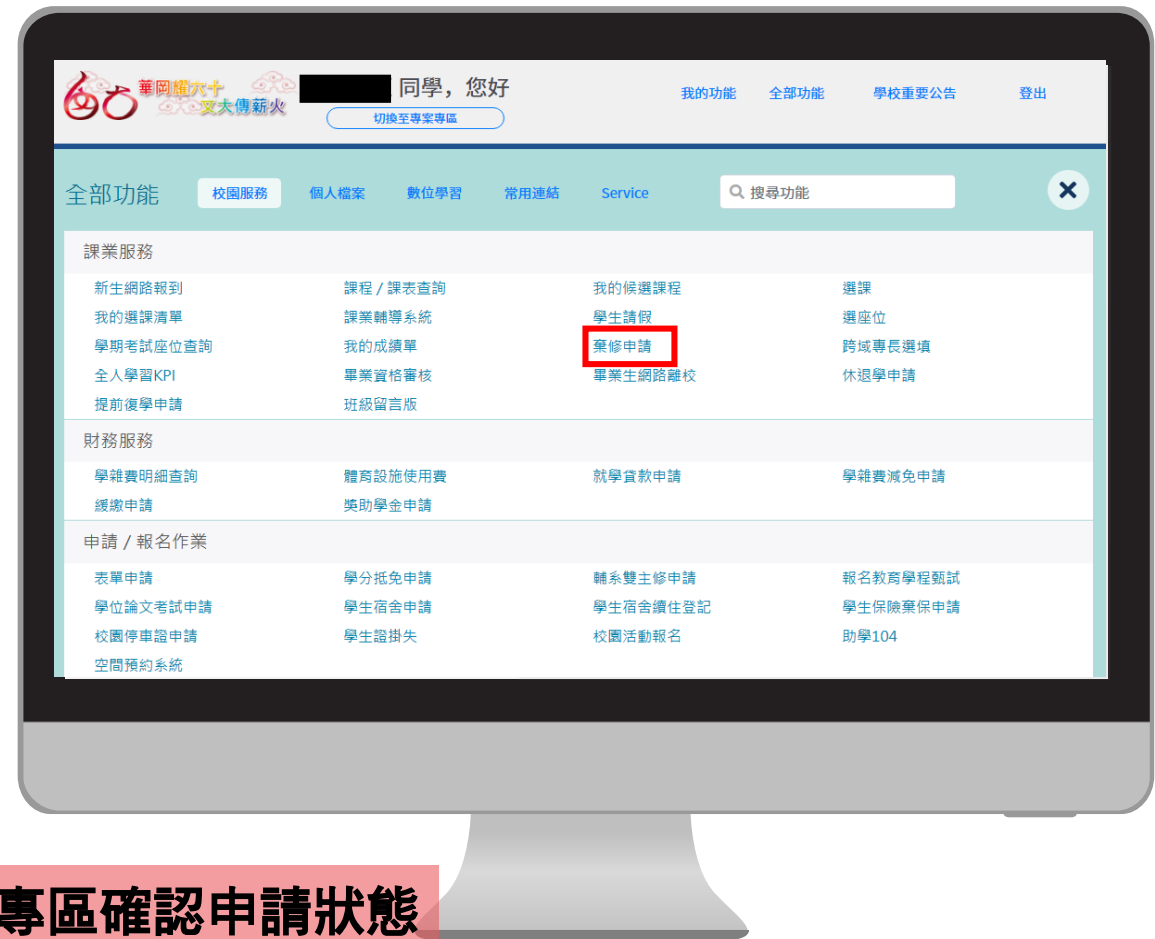 華岡耀六十
文大傳薪火
同學，您好
切換至專案專區
我的功能 全部功能 學校重要公告 登出
全部功能 校園服務 個人檔案 數位學習 常用連結 Service 搜尋功能
課業服務
新生網路報到 課程 / 課表查詢 我的候選課程 選課
我的選課清單 課業輔導系統 學生請假 選座位
學期考試座位查詢 我的成績單 棄修申請 跨域專長選填
全人學習KPI 畢業資格審核 畢業生網路離校 休退學申請
提前復學申請 班級留言版
財務服務
學雜費明細查詢 體育設施使用費 就學貸款申請 學雜費減免申請
緩繳申請 獎助學金申請
申請 / 報名作業
表單申請 學分抵免申請 輔系雙主修申請 報名教育學程甄試
學位論文考試申請 學生宿舍申請 學生宿舍續住登記 學生保險棄保申請
校園停車證申請 學生證掛失 校園活動報名 助學104
空間預約系統
專區確認申請狀態